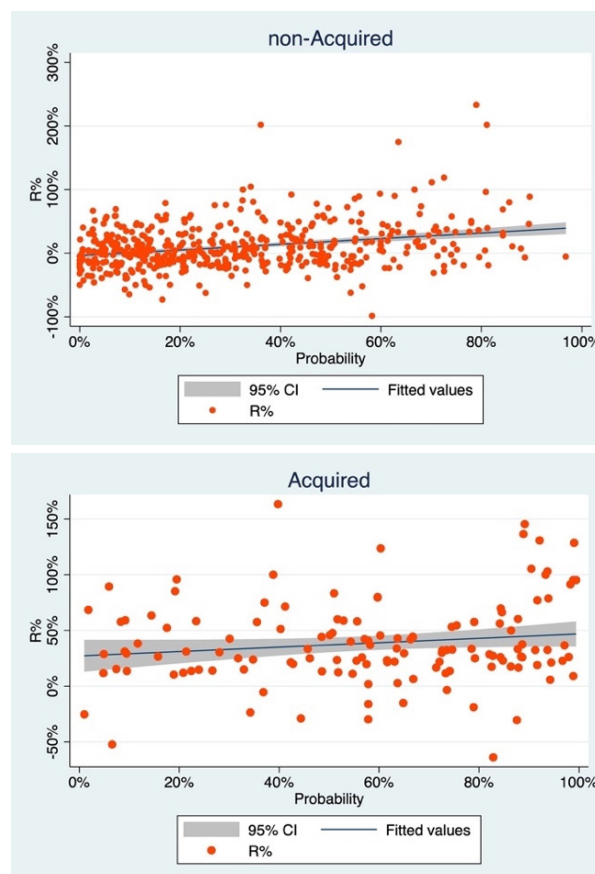 non-Acquired
300%
200%
100%
0%
-100%
R%
0% 20% 40% 60% 80% 100%
Probability
95% CI Fitted values
R%
Acquired
150%
100%
50%
0%
-50%
R%
0% 20% 40% 60% 80% 100%
Probability
95% CI Fitted values
R%